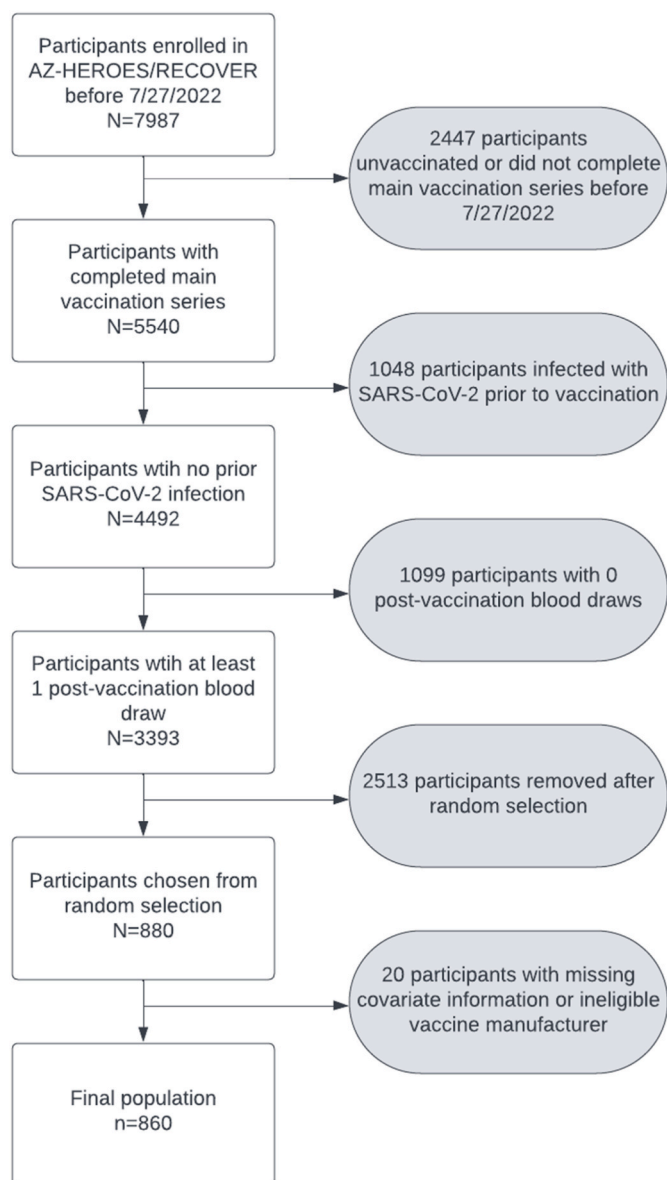 Participants enrolled in
AZ-HEROES/RECOVER
before 7/27/2022
N=7987
2447 participants
unvaccinated or did not complete
main vaccination series before
7/27/2022
Participants with
completed main
vaccination series
N=5540
1048 participants infected with
SARS-CoV-2 prior to vaccination
Participants wtih no prior
SARS-CoV-2 infection
N=4492
1099 participants with 0
post-vaccination blood draws
Participants wtih at least
1 post-vaccination blood
draw
N=3393
2513 participants removed after
random selection
Participants chosen from
random selection
N=880
20 participants with missing
covariate information or ineligible
vaccine manufacturer
Final population
n=860